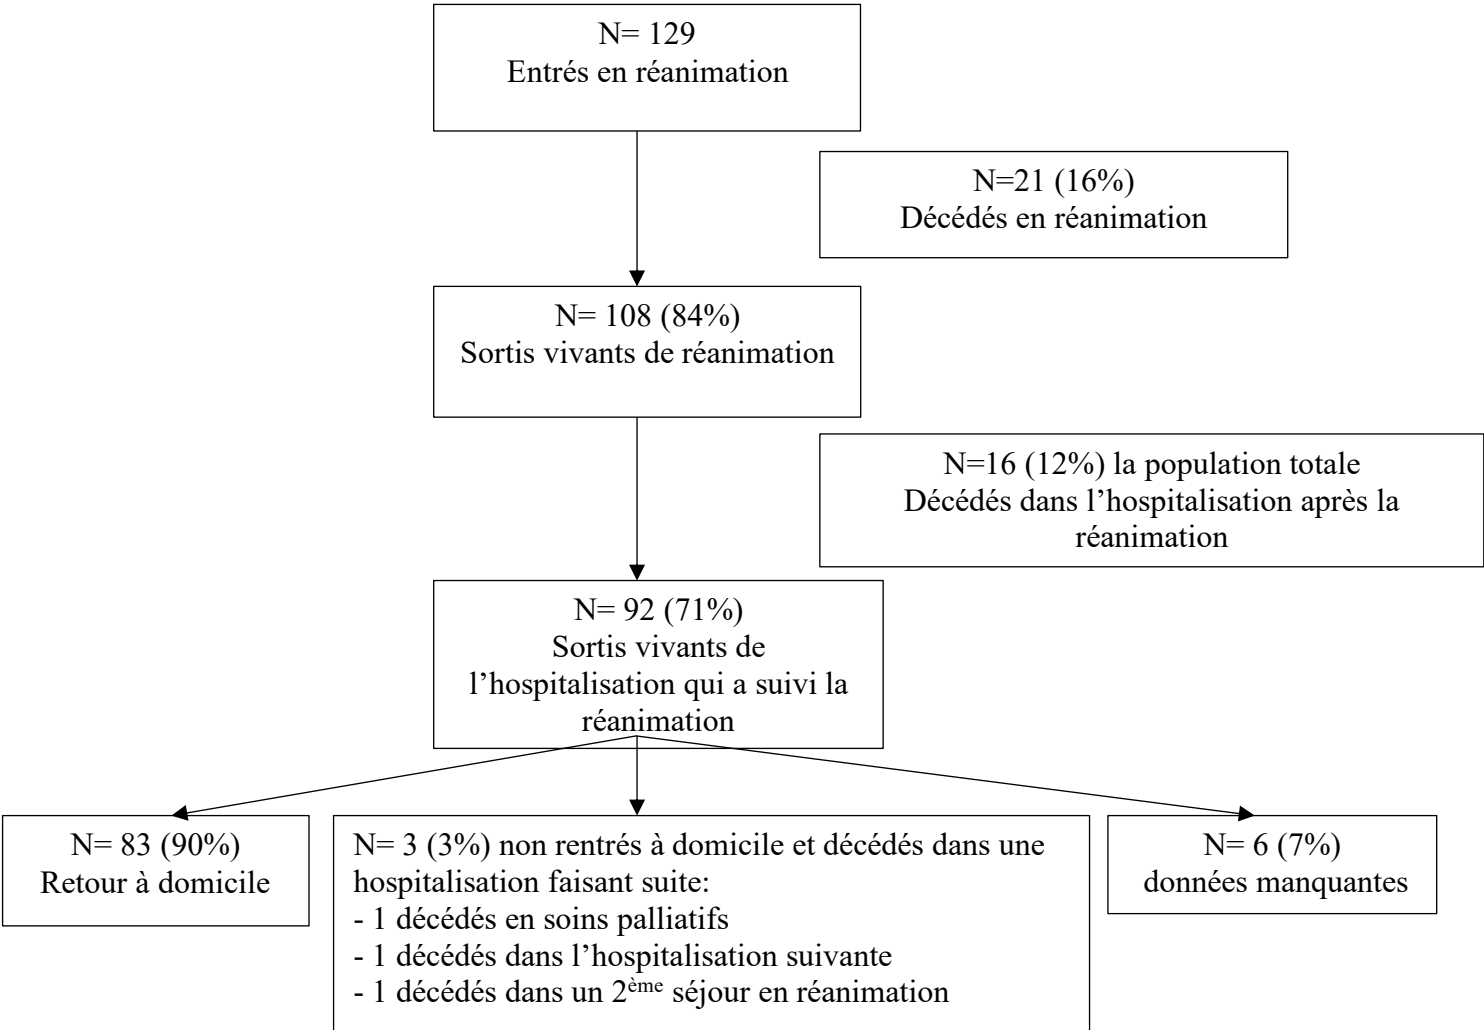 N= 129
Entrés en réanimation
N=21 (16%)
Décédés en réanimation
N= 108 (84%)
Sortis vivants de réanimation
N=16 (12%) la population totale
Décédés dans l’hospitalisation après la
réanimation
N= 92 (71%)
Sortis vivants de
l’hospitalisation qui a suivi la
réanimation
N= 83 (90%)
Retour à domicile
N= 3 (3%) non rentrés à domicile et décédés dans une
hospitalisation faisant suite:
- 1 décédés en soins palliatifs
- 1 décédés dans l’hospitalisation suivante
- 1 décédés dans un 2ème séjour en réanimation
N= 6 (7%)
données manquantes